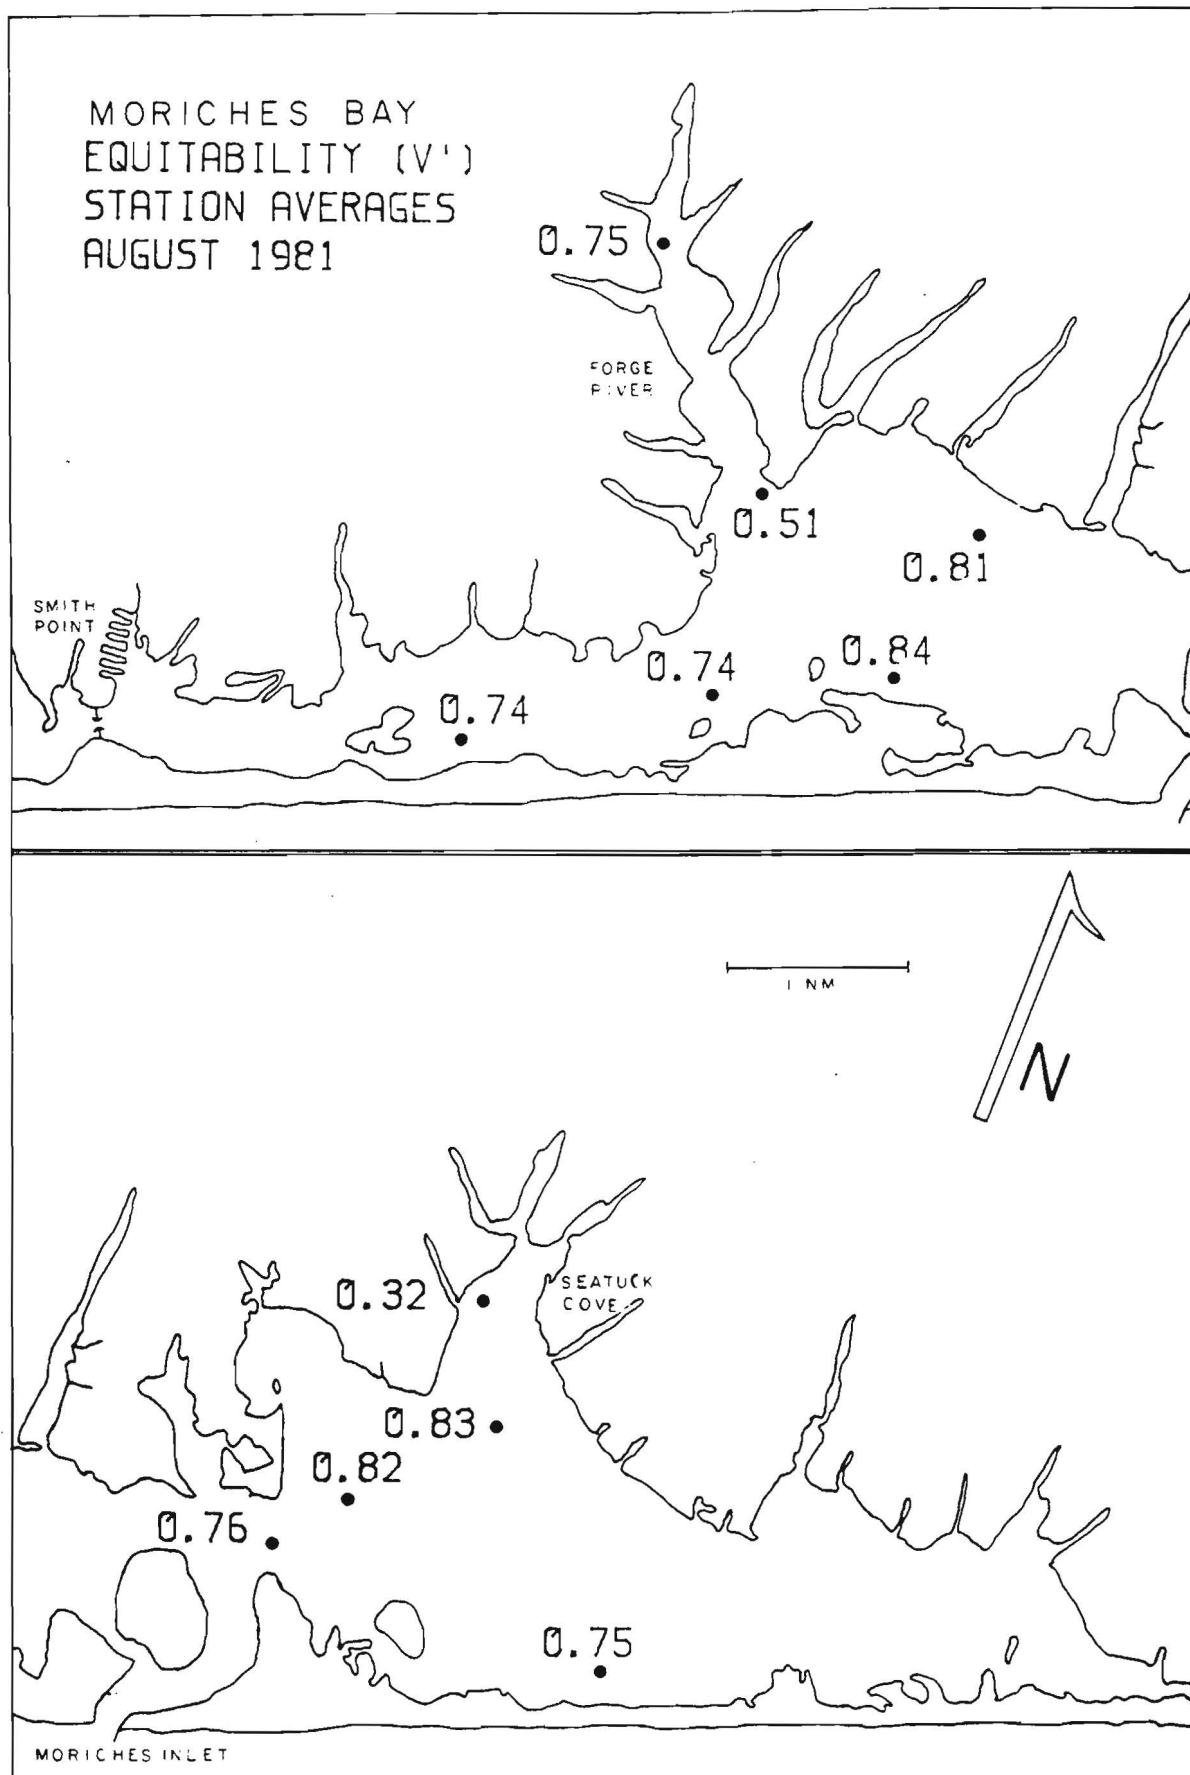 MORICHES BAY
EQUITABILITY (V')
STATION AVERAGES
AUGUST 1981
0.75
FORGE
RIVER
0.51
0.81
SMITH
POINT
0.74
0.84
0.74
1 NM
N
SEATUCK
COVE
0.32
0.83
0.82
0.76
0.75
MORICHES INLET